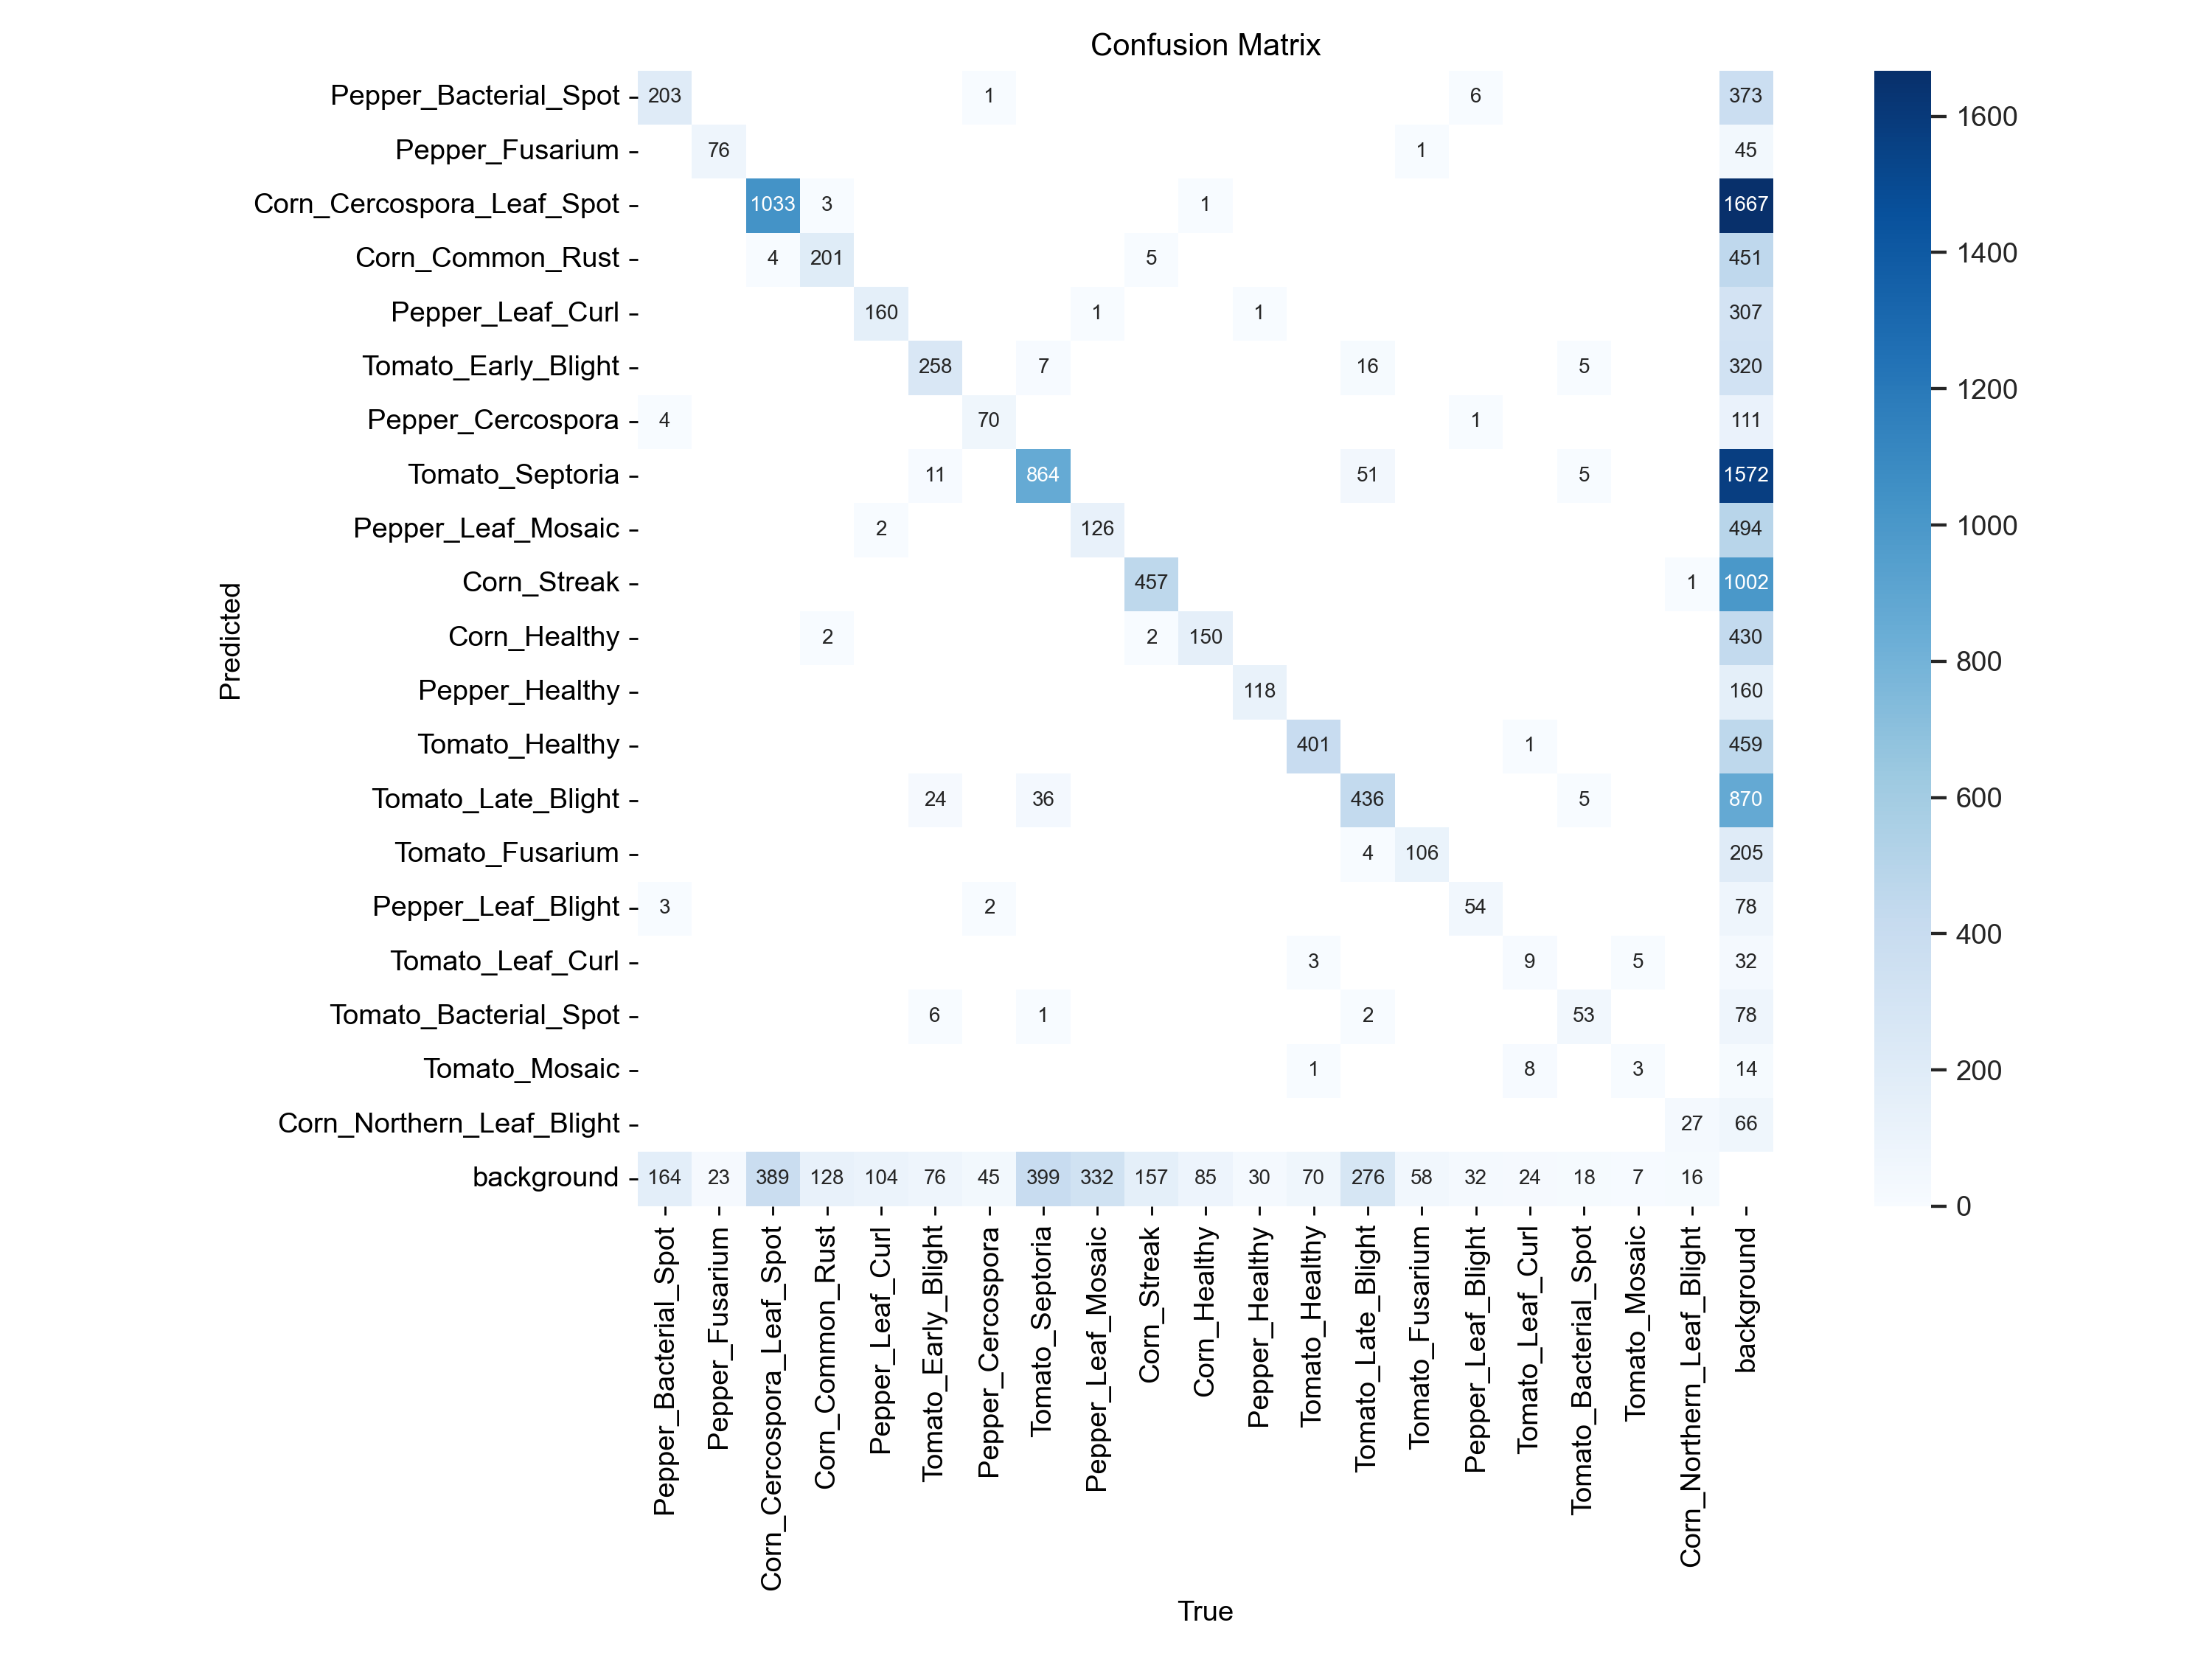 Confusion Matrix
Pepper_Bacterial_Spot 203 1 6 373
Pepper_Fusarium 76 1 45
Corn_Cercospora_Leaf_Spot 1033 3 1 1667
Corn_Common_Rust 4 201 5 451
Pepper_Leaf_Curl 160 1 1 307
Tomato_Early_Blight 258 7 16 5 320
Pepper_Cercospora 4 70 1 111
Tomato_Septoria 11 864 51 5 1572
Pepper_Leaf_Mosaic 2 126 494
Corn_Streak 457 1 1002
Corn_Healthy 2 2 150 430
Pepper_Healthy 118 160
Tomato_Healthy 401 1 459
Tomato_Late_Blight 24 36 436 5 870
Tomato_Fusarium 4 106 205
Pepper_Leaf_Blight 3 2 54 78
Tomato_Leaf_Curl 3 9 5 32
Tomato_Bacterial_Spot 6 1 2 53 78
Tomato_Mosaic 1 8 3 14
Corn_Northern_Leaf_Blight 27 66
background 164 23 389 128 104 76 45 399 332 157 85 30 70 276 58 32 24 18 7 16
Predicted
Pepper_Bacterial_Spot
Pepper_Fusarium
Corn_Cercospora_Leaf_Spot
Corn_Common_Rust
Pepper_Leaf_Curl
Tomato_Early_Blight
Pepper_Cercospora
Tomato_Septoria
Pepper_Leaf_Mosaic
Corn_Streak
Corn_Healthy
Pepper_Healthy
Tomato_Healthy
Tomato_Late_Blight
Tomato_Fusarium
Pepper_Leaf_Blight
Tomato_Leaf_Curl
Tomato_Bacterial_Spot
Tomato_Mosaic
Corn_Northern_Leaf_Blight
background
True
1600
1400
1200
1000
800
600
400
200
0